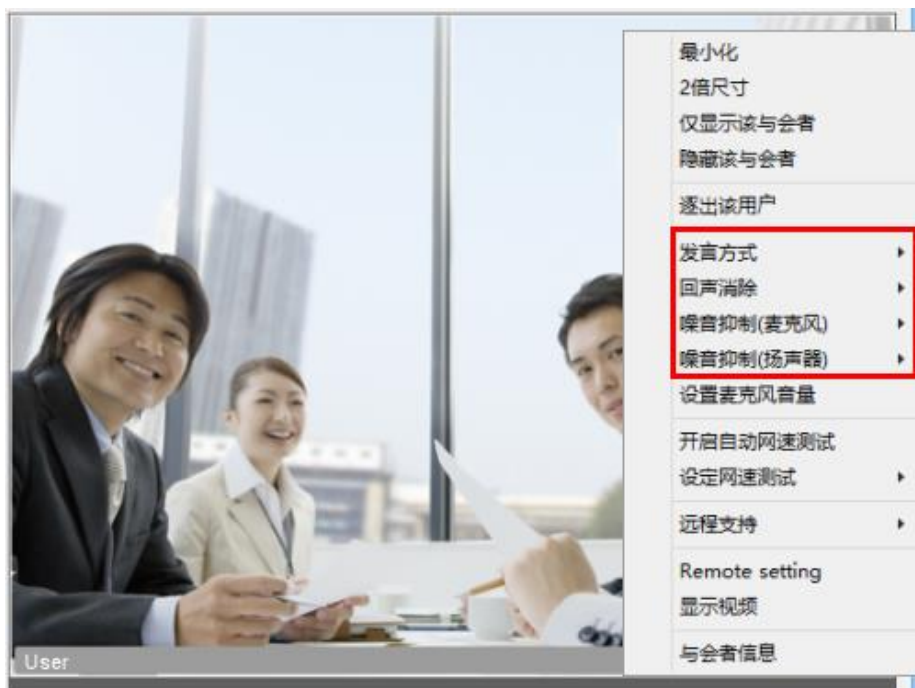 最小化
2倍尺寸
仅显示该与会者
隐藏该与会者
逐出该用户
发言方式
回声消除
噪音抑制(麦克风)
噪音抑制(扬声器)
设置麦克风音量
开启自动网速测试
设定网速测试
远程支持
Remote setting
显示视频
与会者信息
User